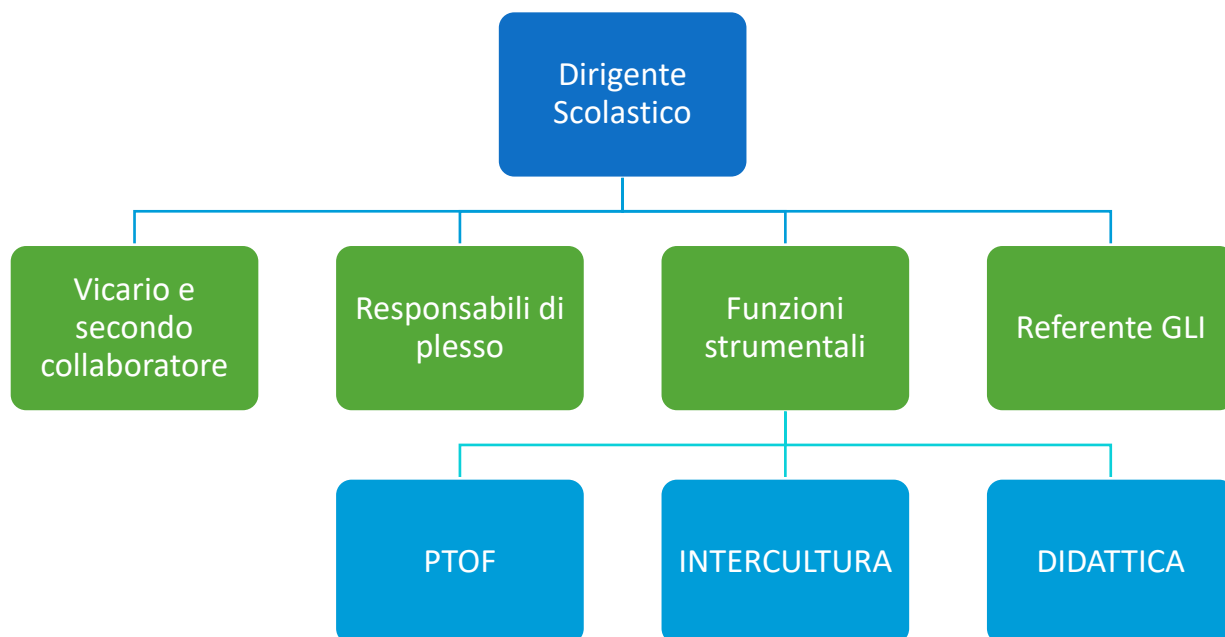 Dirigente
Scolastico
Vicario e
secondo
collaboratore
Responsabili di
plesso
Funzioni
strumentali
Referente GLI
PTOF
INTERCULTURA
DIDATTICA